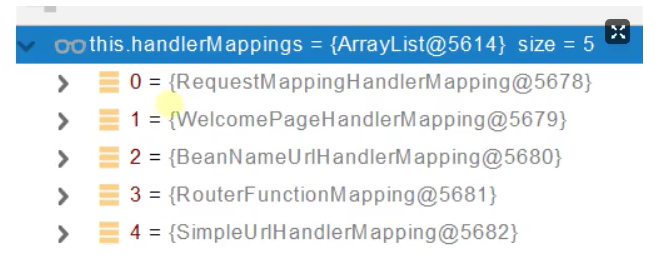 this.handlerMappings = {ArrayList@5614} size = 5
0 = {RequestMappingHandlerMapping@5678}
1 = {WelcomePageHandlerMapping@5679}
2 = {BeanNameUrlHandlerMapping@5680}
3 = {RouterFunctionMapping@5681}
4 = {SimpleUrlHandlerMapping@5682}